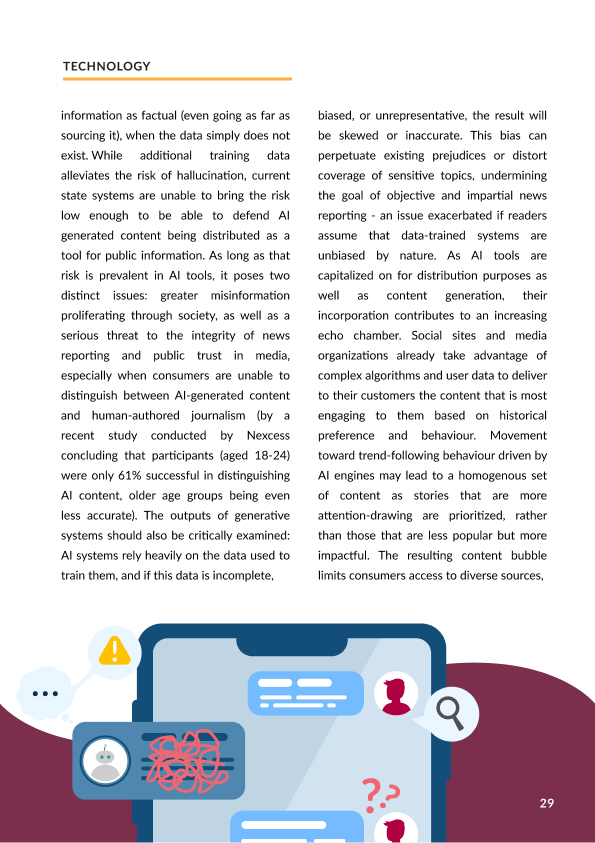 TECHNOLOGY
information as factual (even going as far as
sourcing it), when the data simply does not
exist. While additional training data
alleviates the risk of hallucination, current
state systems are unable to bring the risk
low enough to be able to defend AI
generated content being distributed as a
tool for public information. As long as that
risk is prevalent in AI tools, it poses two
distinct issues: greater misinformation
proliferating through society, as well as a
serious threat to the integrity of news
reporting and public trust in media,
especially when consumers are unable to
distinguish between AI-generated content
and human-authored journalism (by a
recent study conducted by Nexcess
concluding that participants (aged 18-24)
were only 61% successful in distinguishing
AI content, older age groups being even
less accurate). The outputs of generative
systems should also be critically examined:
AI systems rely heavily on the data used to
train them, and if this data is incomplete,
biased, or unrepresentative, the result will
be skewed or inaccurate. This bias can
perpetuate existing prejudices or distort
coverage of sensitive topics, undermining
the goal of objective and impartial news
reporting - an issue exacerbated if readers
assume that data-trained systems are
unbiased by nature. As AI tools are
capitalized on for distribution purposes as
well as content generation, their
incorporation contributes to an increasing
echo chamber. Social sites and media
organizations already take advantage of
complex algorithms and user data to deliver
to their customers the content that is most
engaging to them based on historical
preference and behaviour. Movement
toward trend-following behaviour driven by
AI engines may lead to a homogenous set
of content as stories that are more
attention-drawing are prioritized, rather
than those that are less popular but more
impactful. The resulting content bubble
limits consumers access to diverse sources,
??
29